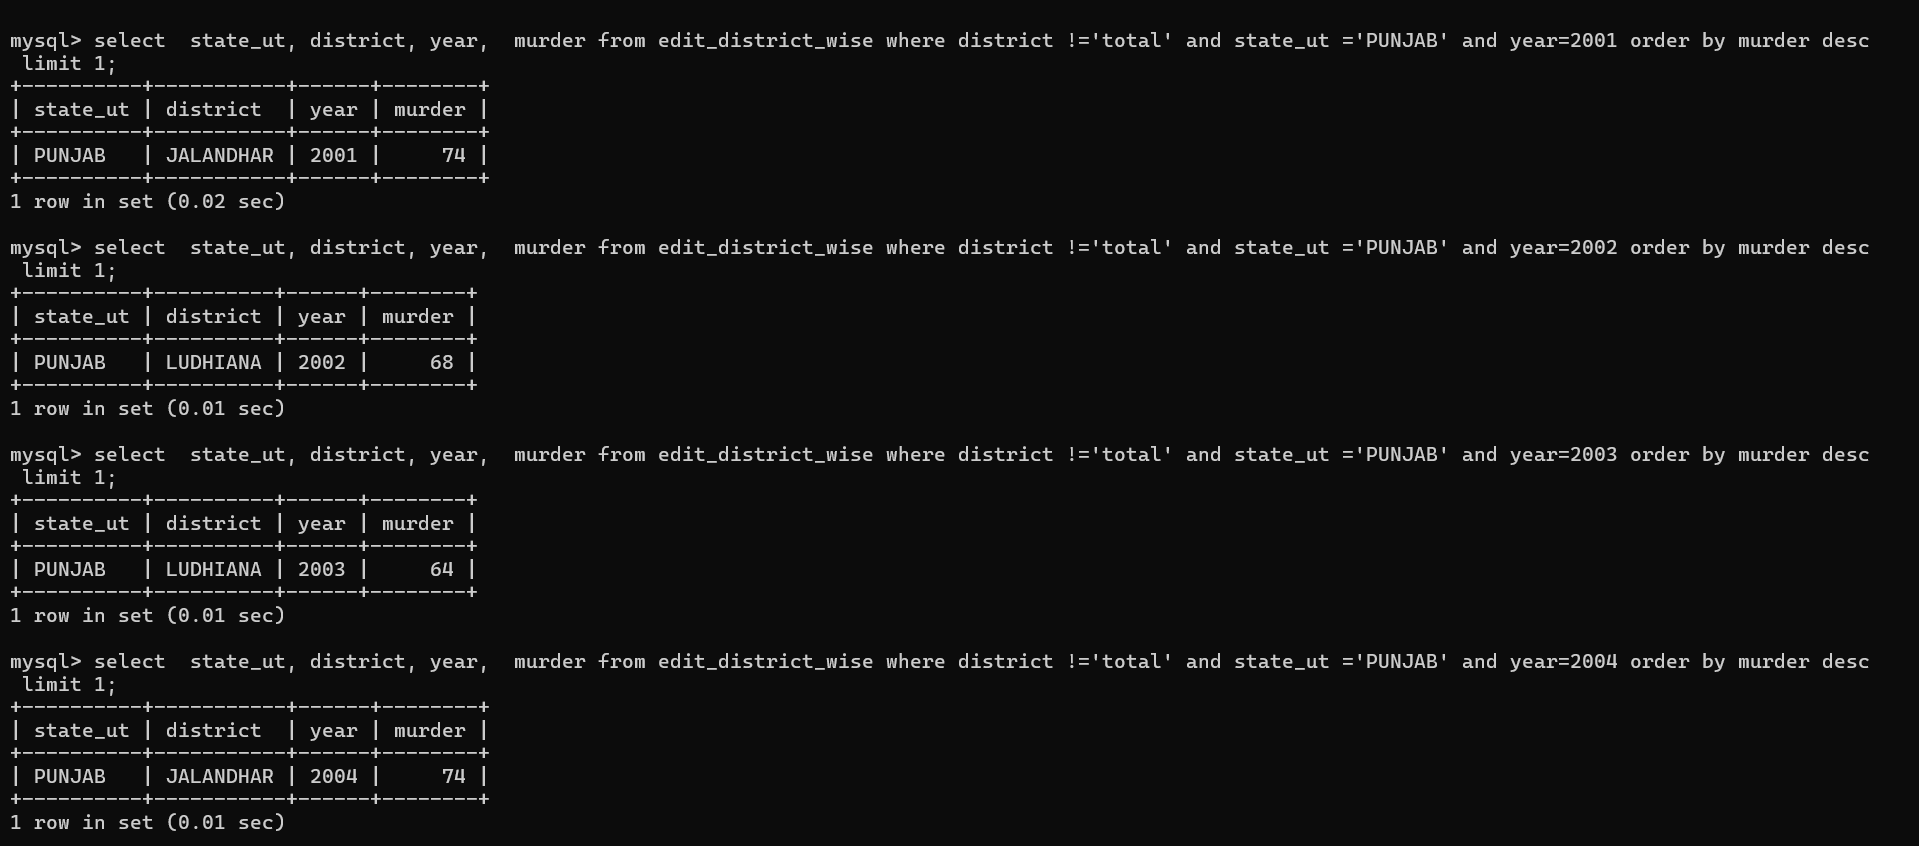 mysql> select  state_ut, district, year,  murder from edit_district_wise where district !='total' and state_ut ='PUNJAB' and year=2001 order by murder desc
 limit 1;
+----------+-----------+------+--------+
| state_ut | district  | year | murder |
+----------+-----------+------+--------+
| PUNJAB   | JALANDHAR | 2001 |     74 |
+----------+-----------+------+--------+
1 row in set (0.02 sec)

mysql> select  state_ut, district, year,  murder from edit_district_wise where district !='total' and state_ut ='PUNJAB' and year=2002 order by murder desc
 limit 1;
+----------+----------+------+--------+
| state_ut | district | year | murder |
+----------+----------+------+--------+
| PUNJAB   | LUDHIANA | 2002 |     68 |
+----------+----------+------+--------+
1 row in set (0.01 sec)

mysql> select  state_ut, district, year,  murder from edit_district_wise where district !='total' and state_ut ='PUNJAB' and year=2003 order by murder desc
 limit 1;
+----------+----------+------+--------+
| state_ut | district | year | murder |
+----------+----------+------+--------+
| PUNJAB   | LUDHIANA | 2003 |     64 |
+----------+----------+------+--------+
1 row in set (0.01 sec)

mysql> select  state_ut, district, year,  murder from edit_district_wise where district !='total' and state_ut ='PUNJAB' and year=2004 order by murder desc
 limit 1;
+----------+-----------+------+--------+
| state_ut | district  | year | murder |
+----------+-----------+------+--------+
| PUNJAB   | JALANDHAR | 2004 |     74 |
+----------+-----------+------+--------+
1 row in set (0.01 sec)